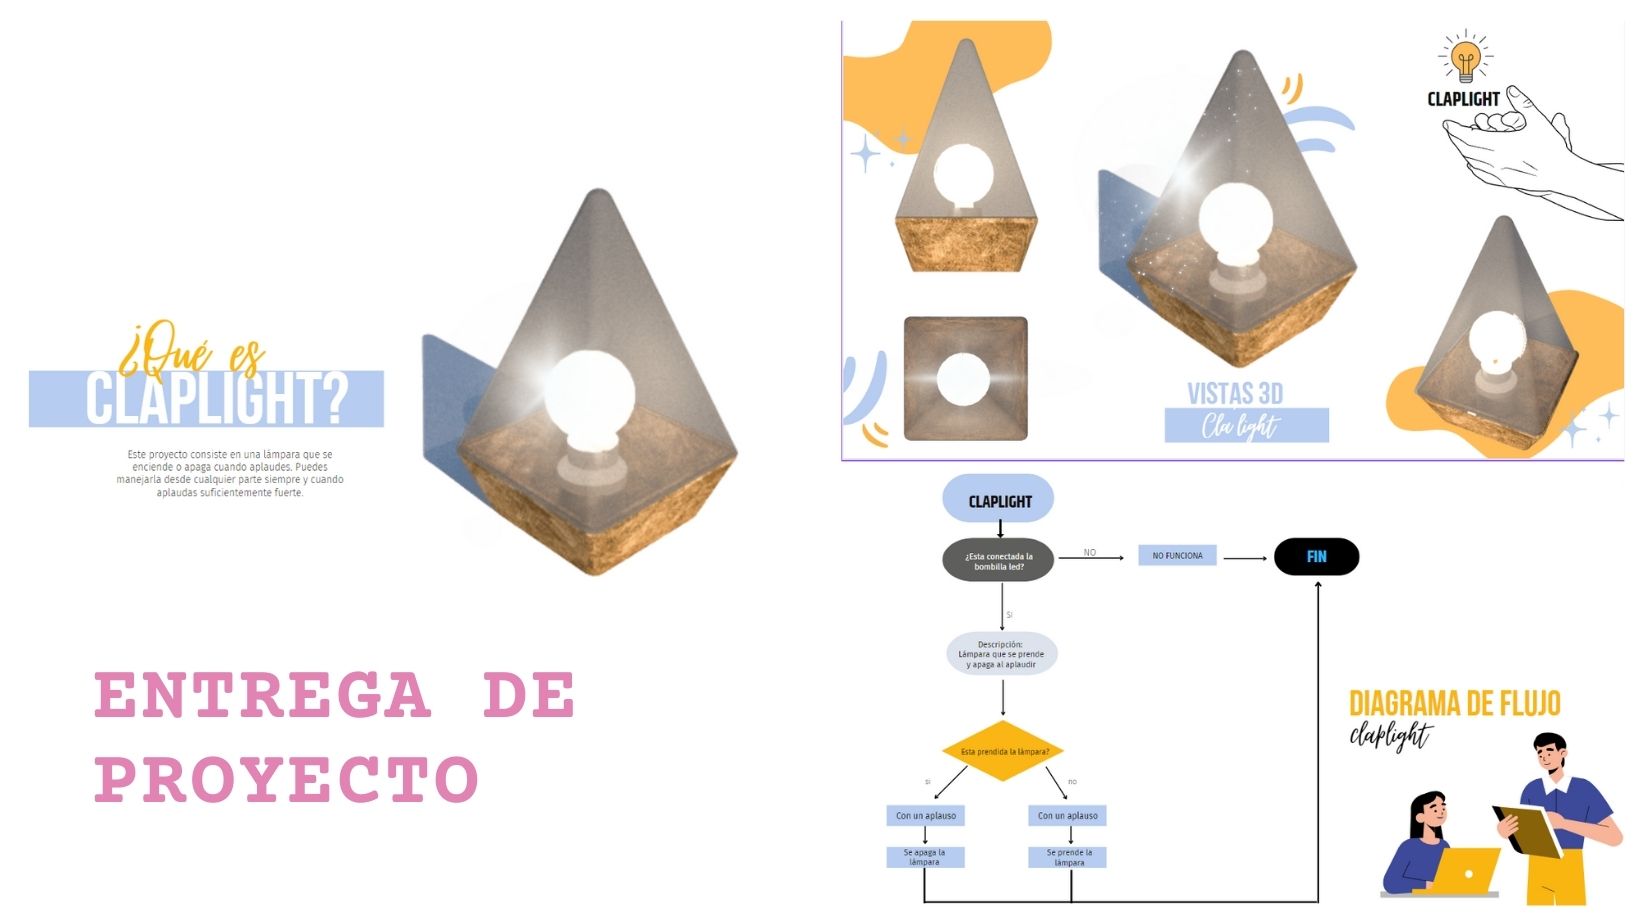 ¿Qué es
CLAPLIGHT?
Este proyecto consiste en una lámpara que se
enciende o apaga cuando aplaudes. Puedes
manejarla desde cualquier parte siempre y cuando
aplaudas suficientemente fuerte.
ENTREGA DE
PROYECTO
CLAPLIGHT
VISTAS 3D
Cla light
CLAPLIGHT
¿Esta conectada la
bombilla led?
NO
NO FUNCIONA
FIN
Si
Descripción:
Lámpara que se prende
y apaga al aplaudir
Esta prendida la lámpara?
si
no
Con un aplauso
Con un aplauso
Se apaga la
lámpara
Se prende la
lámpara
DIAGRAMA DE FLUJO
claplight